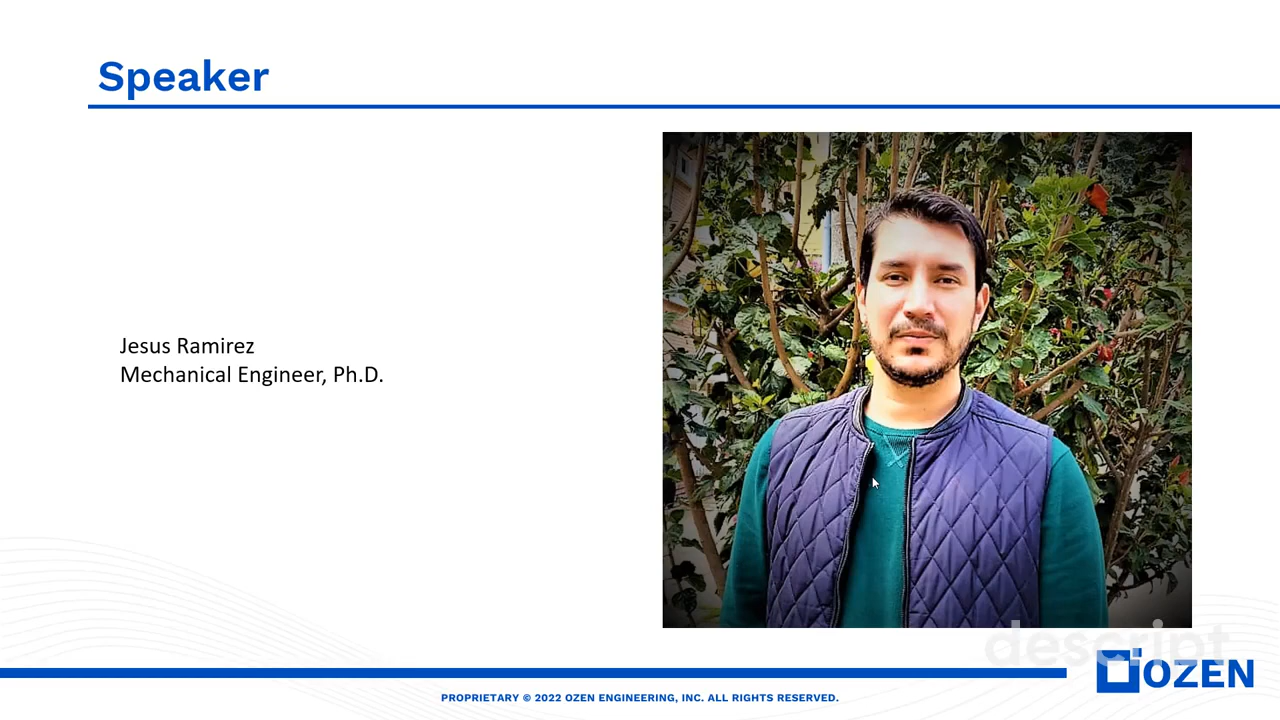 Speaker
Jesus Ramirez
Mechanical Engineer, Ph.D.
descript
OZEN
PROPRIETARY © 2022 OZEN ENGINEERING, INC. ALL RIGHTS RESERVED.